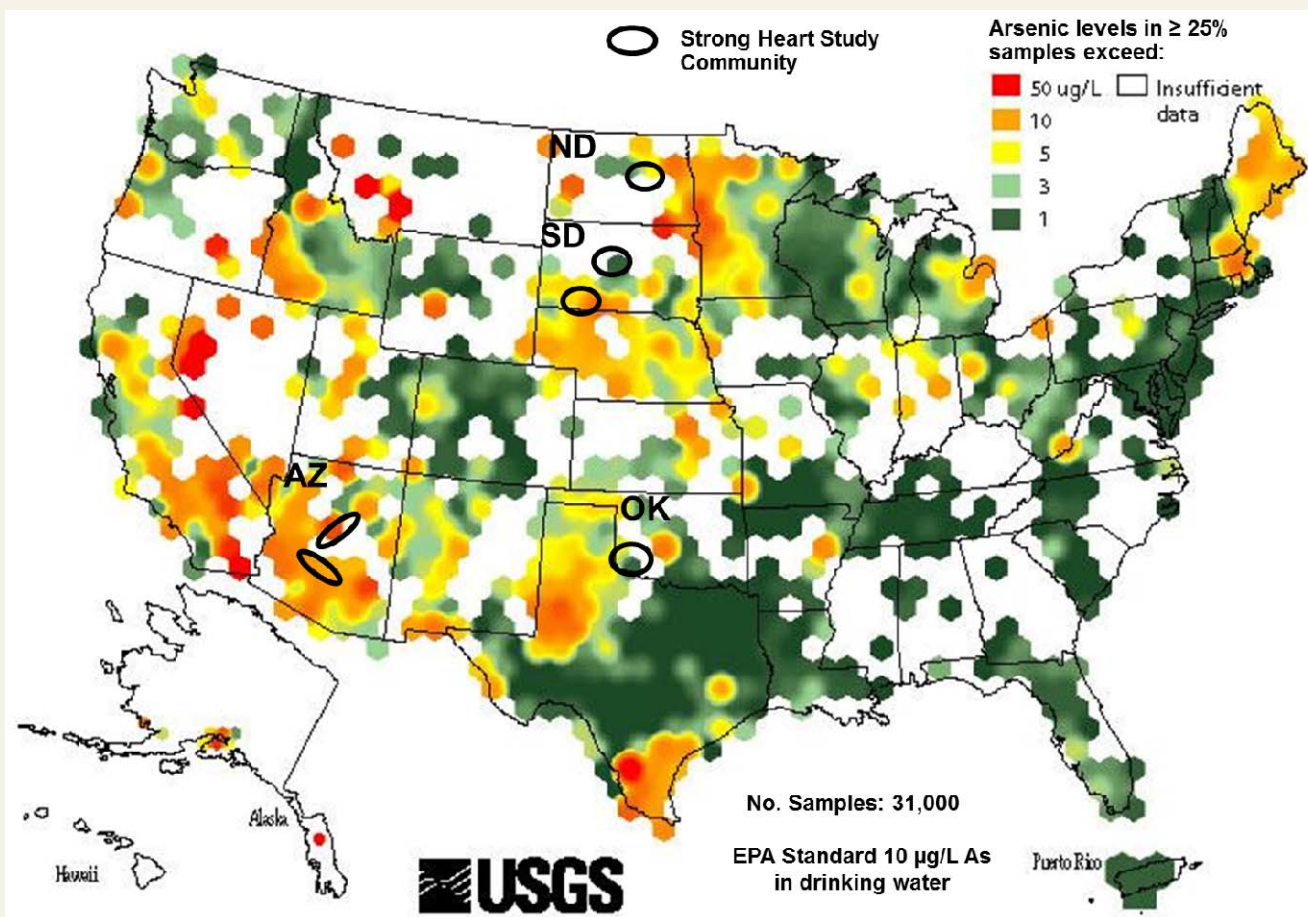 Strong Heart Study
Community
Arsenic levels in ≥ 25%
samples exceed:
50 ug/L
Insufficient
data
10
5
3
1
ND
SD
AZ
OK
No. Samples: 31,000
EPA Standard 10 µg/L As
in drinking water
Alaska
Hawaii
USGS
Puerto Rico